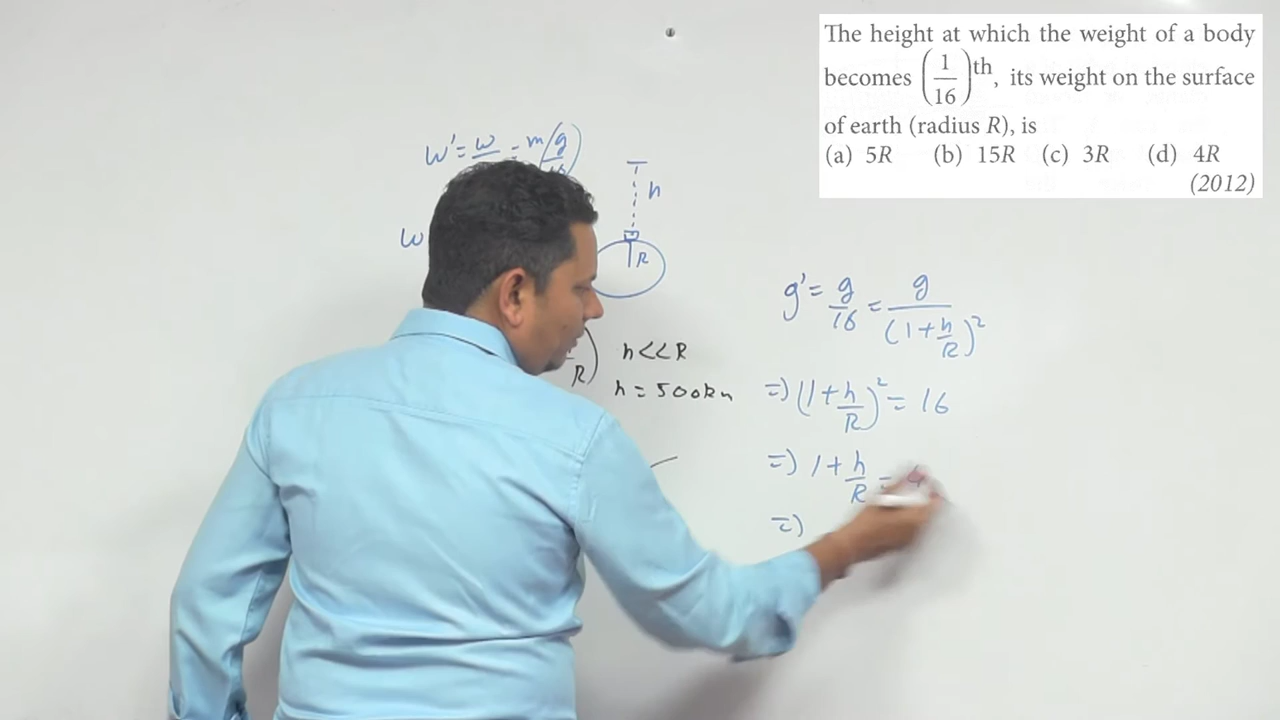 The height at which the weight of a body
becomes (1/16)th, its weight on the surface
of earth (radius R), is
(a) 5R (b) 15R (c) 3R (d) 4R
(2012)
W' = W = m(g
h
W
R
R) h<<R
h = 500km
g' = g/16 = g/(1+h/R)²
=) (1+h/R)² = 16
=) 1+h/R = 4
=)